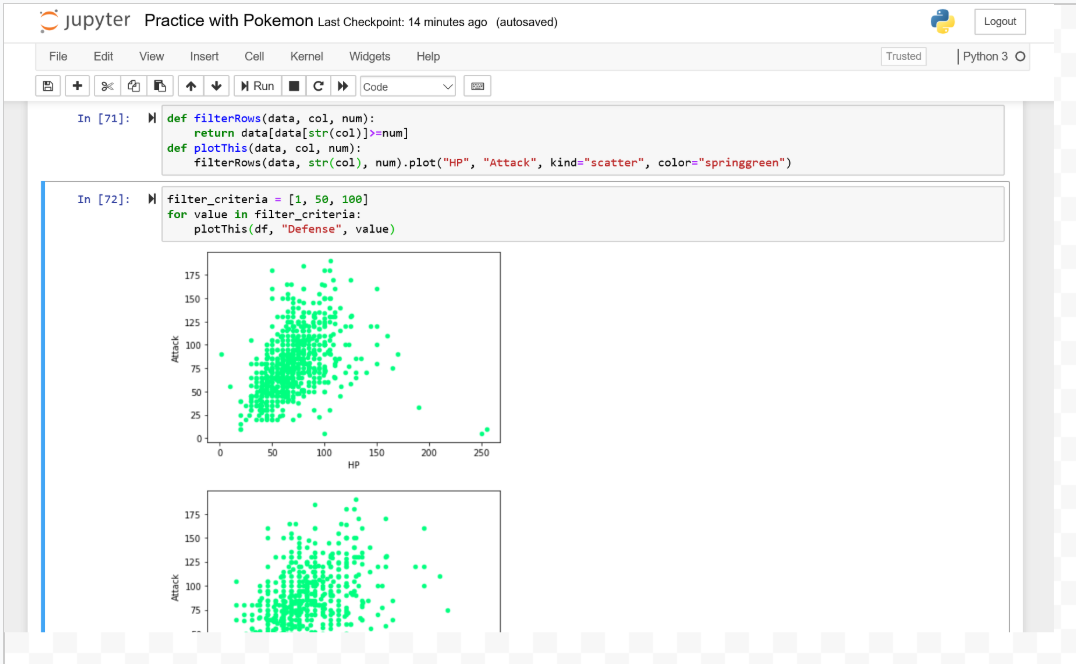 jupyter Practice with Pokemon Last Checkpoint: 14 minutes ago (autosaved)
Logout
File Edit View Insert Cell Kernel Widgets Help
Trusted
Python 3
Run
Code
In [71]:
def filterRows(data, col, num):
    return data[data[str(col)]>=num]
def plotThis(data, col, num):
    filterRows(data, str(col), num).plot("HP", "Attack", kind="scatter", color="springgreen")
In [72]:
filter_criteria = [1, 50, 100]
for value in filter_criteria:
    plotThis(df, "Defense", value)
175
150
125
100
75
50
25
0
Attack
0 50 100 150 200 250
HP
175
150
125
100
75
Attack